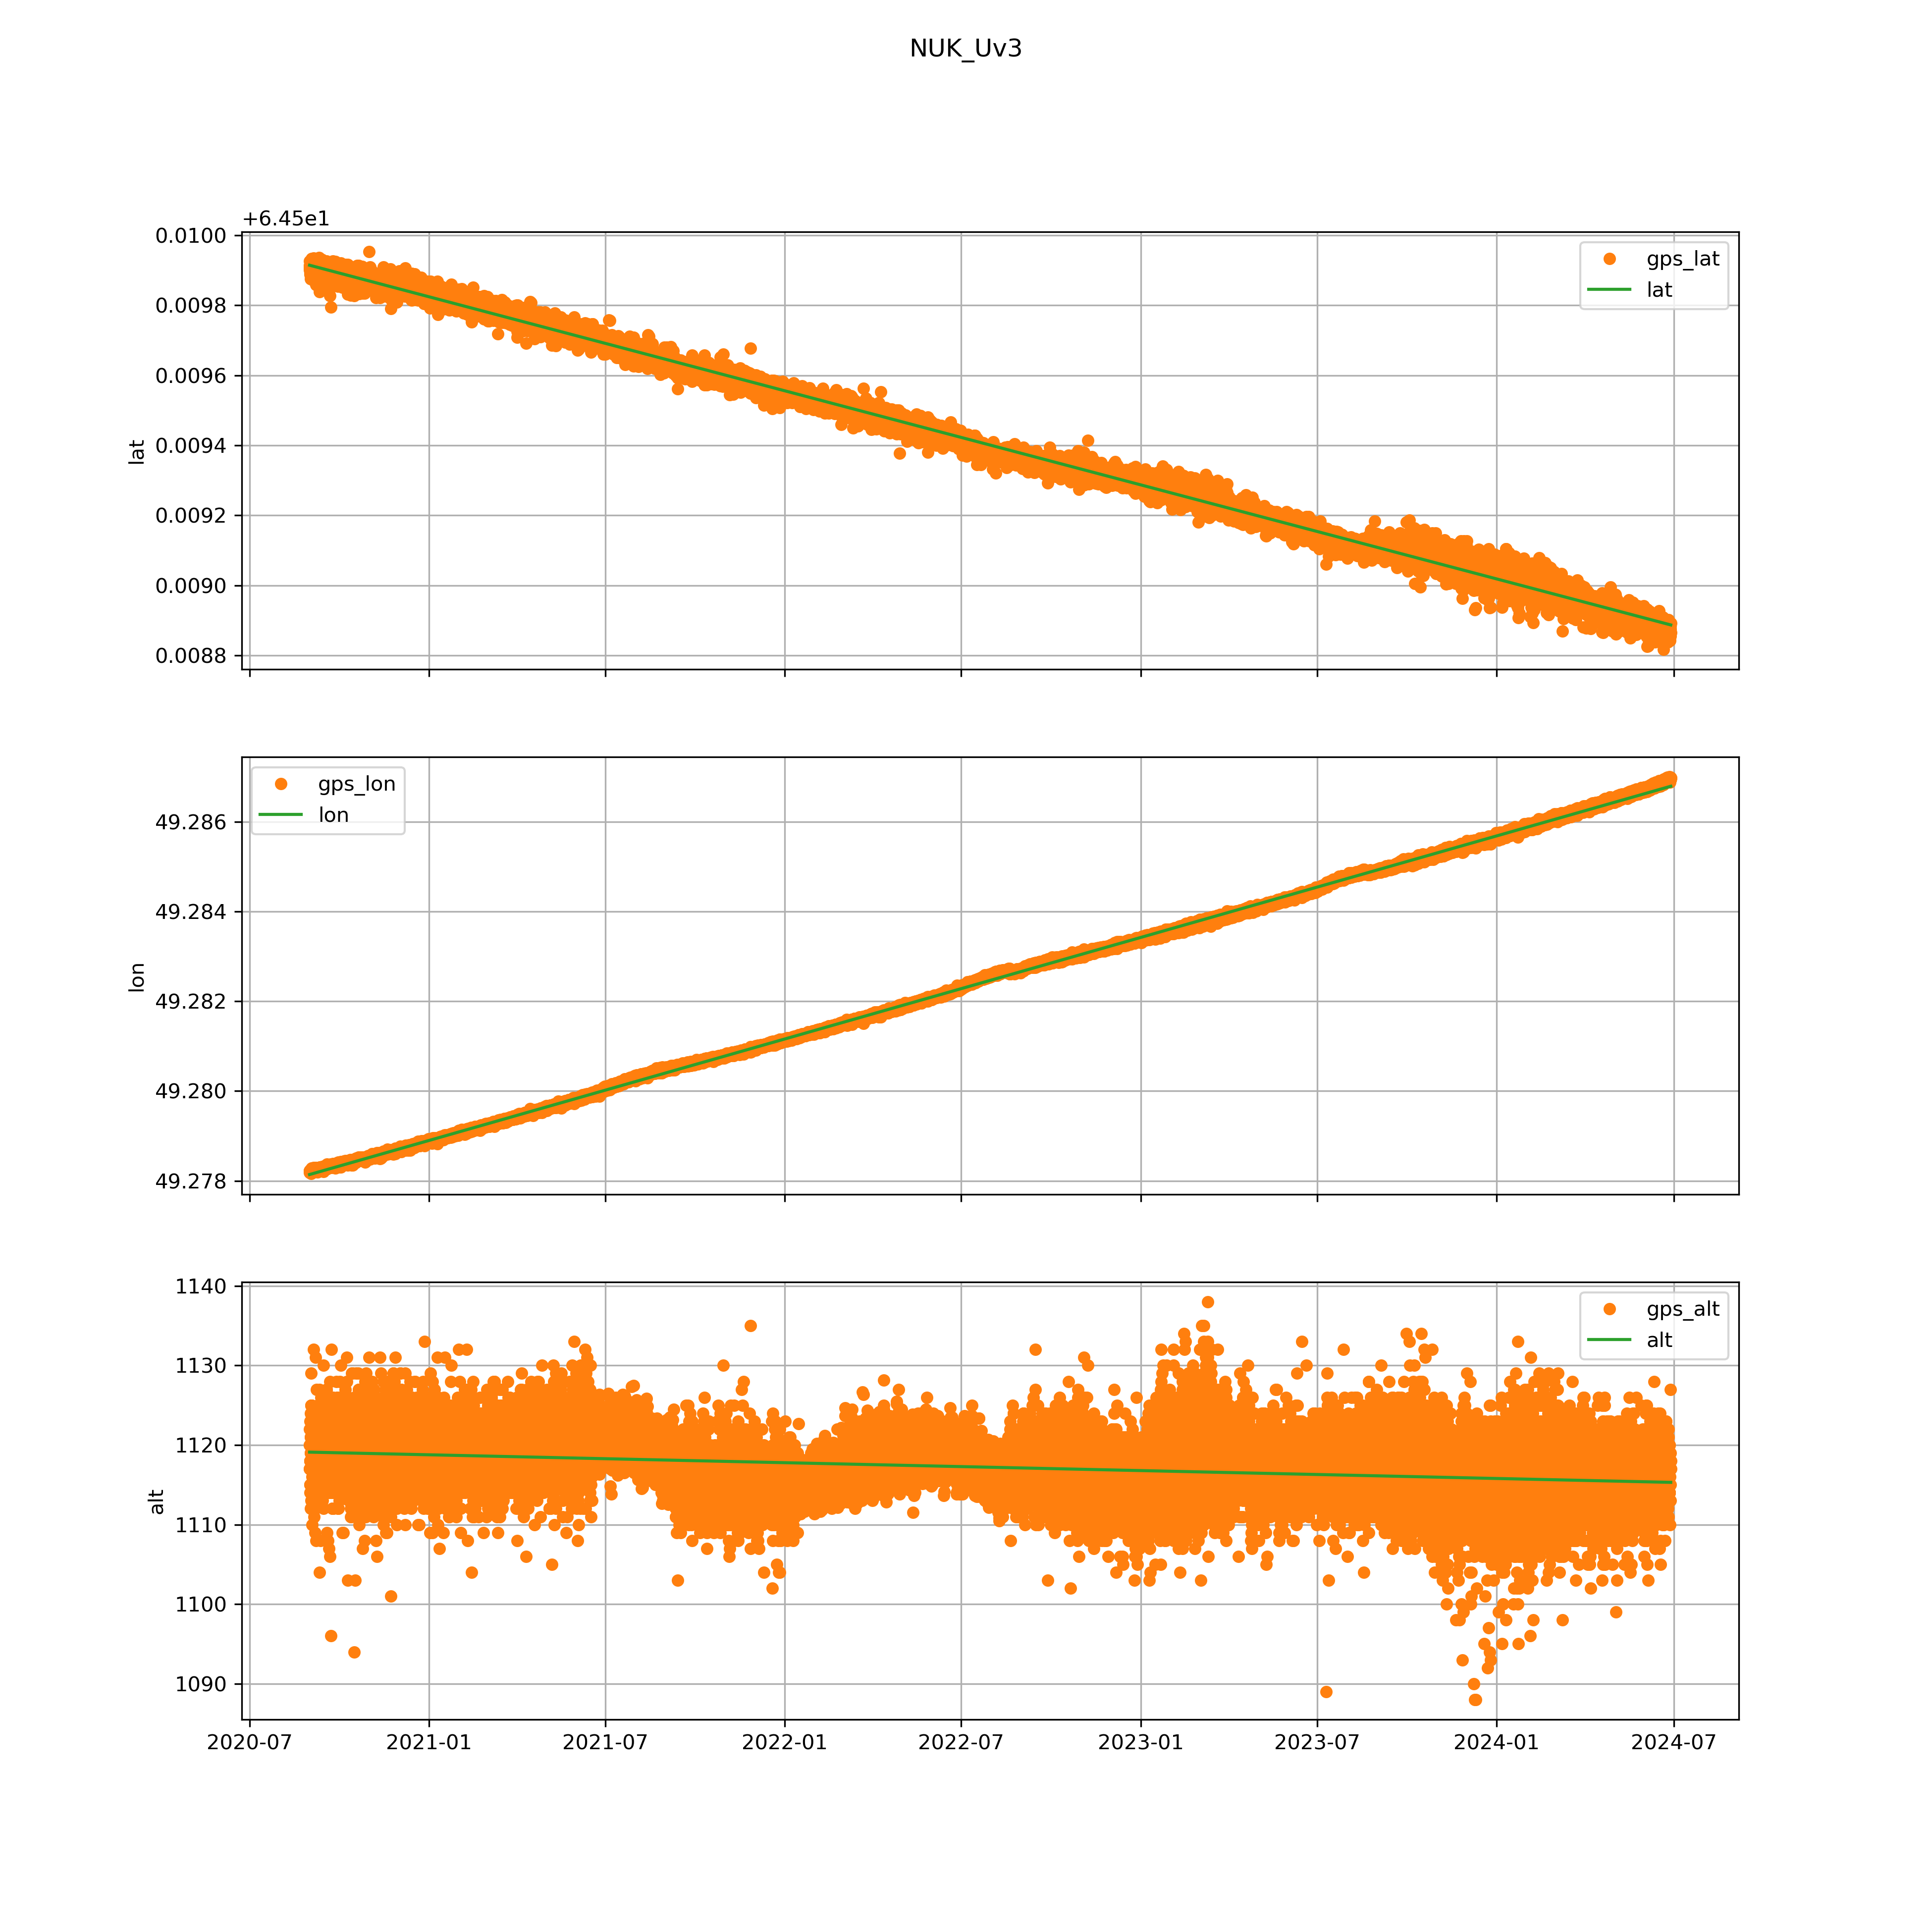 NUK_Uv3
+6.45e1
0.0100
0.0098
0.0096
0.0094
0.0092
0.0090
0.0088
lat
gps_lat
lat
49.286
49.284
49.282
49.280
49.278
lon
gps_lon
lon
1140
1130
1120
1110
1100
1090
alt
gps_alt
alt
2020-07
2021-01
2021-07
2022-01
2022-07
2023-01
2023-07
2024-01
2024-07